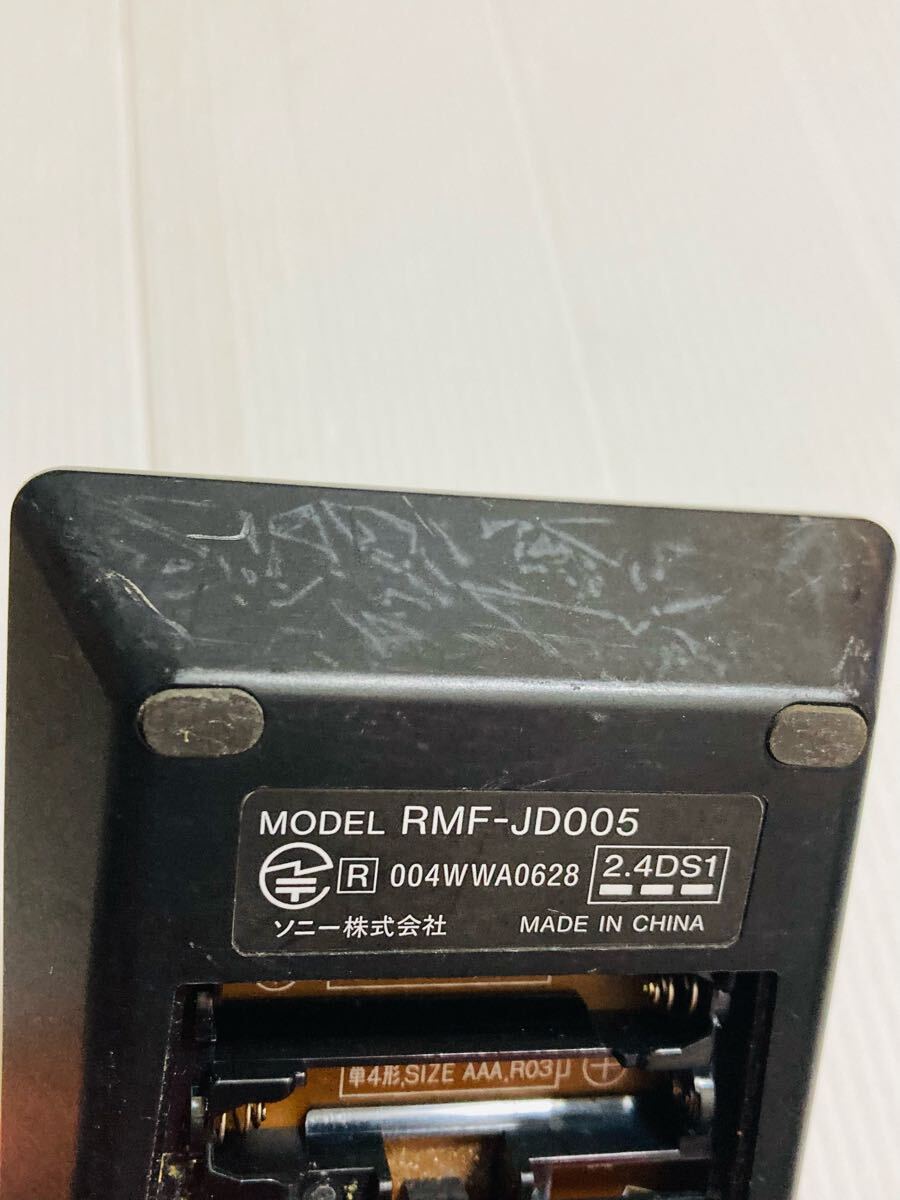 MODEL RMF-JD005
R 004WWA0628 2.4DS1
ソニー株式会社 MADE IN CHINA
単4形,SIZE AAA,R03